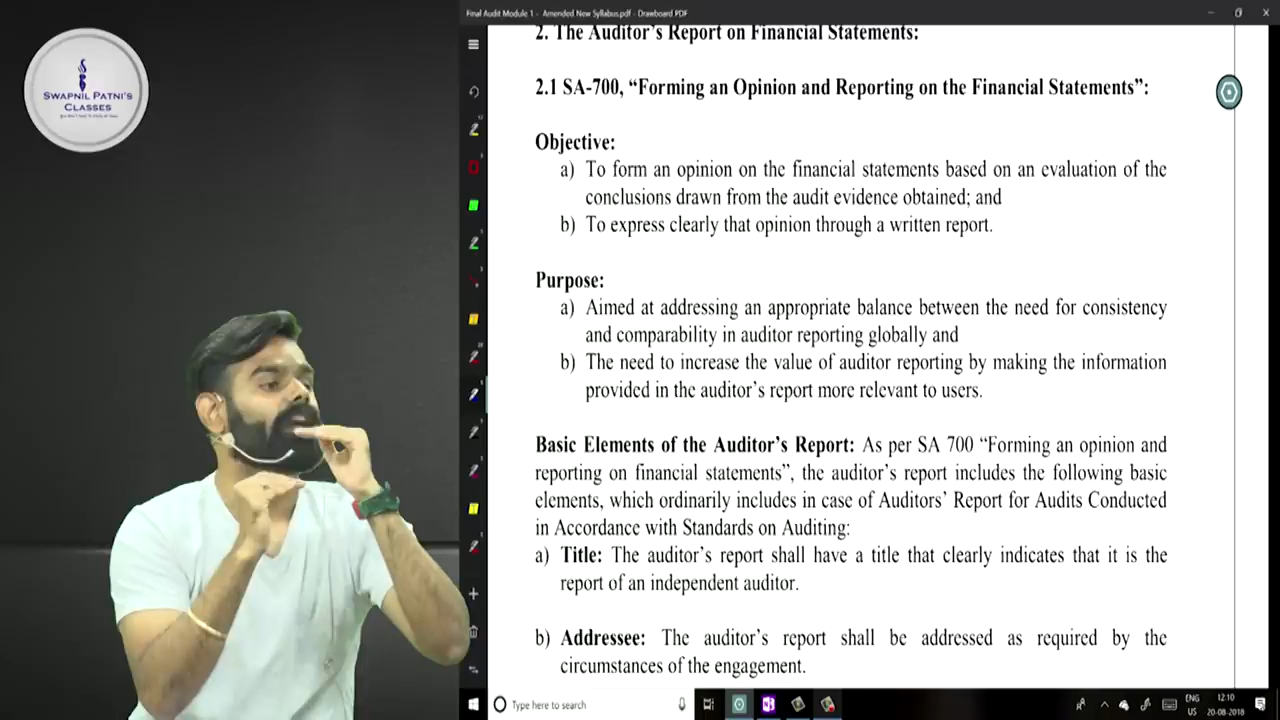 Final Audit Module 1 - Amended New Syllabus.pdf - Drawboard PDF
SWAPNIL PATNI'S
CLASSES
2. The Auditor's Report on Financial Statements:
2.1 SA-700, “Forming an Opinion and Reporting on the Financial Statements”:
Objective:
a) To form an opinion on the financial statements based on an evaluation of the
conclusions drawn from the audit evidence obtained; and
b) To express clearly that opinion through a written report.
Purpose:
a) Aimed at addressing an appropriate balance between the need for consistency
and comparability in auditor reporting globally and
b) The need to increase the value of auditor reporting by making the information
provided in the auditor's report more relevant to users.
Basic Elements of the Auditor's Report: As per SA 700 “Forming an opinion and
reporting on financial statements”, the auditor's report includes the following basic
elements, which ordinarily includes in case of Auditors' Report for Audits Conducted
in Accordance with Standards on Auditing:
a) Title: The auditor's report shall have a title that clearly indicates that it is the
report of an independent auditor.
b) Addressee: The auditor's report shall be addressed as required by the
circumstances of the engagement.
Type here to search
ENG
US
12:10
20-08-2018